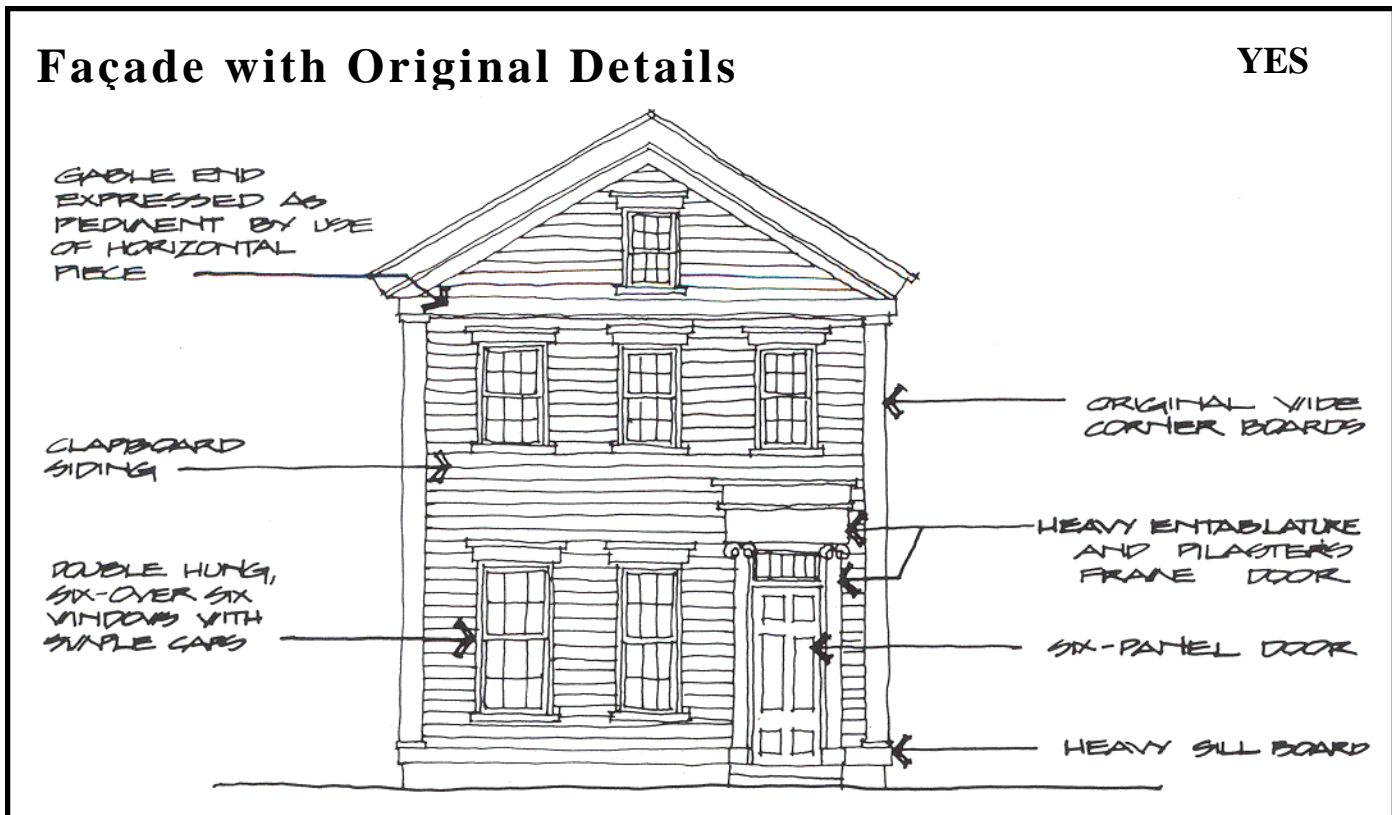 Façade with Original Details
YES
GABLE END
EXPRESSED AS
PEDIMENT BY USE
OF HORIZONTAL
PIECE
CLAPBOARD
SIDING
DOUBLE HUNG,
SIX-OVER SIX
WINDOWS WITH
SIMPLE CAPS
ORIGINAL WIDE
CORNER BOARDS
HEAVY ENTABLATURE
AND PILASTERS
FRAME DOOR
SIX-PANEL DOOR
HEAVY SILL BOARD